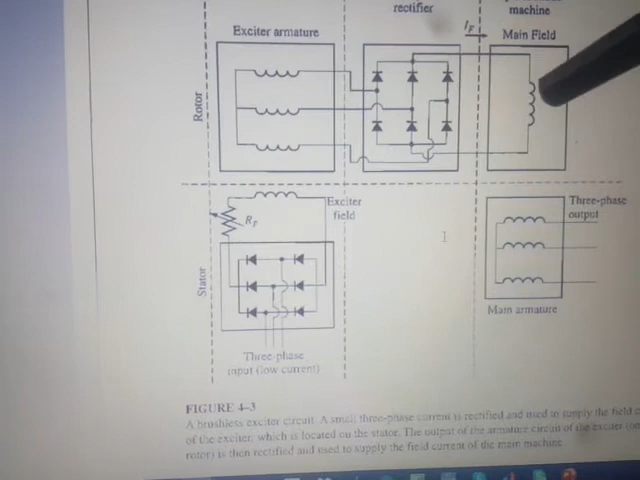 rectifier
machine
Exciter armature
I_F
Main Field
Rotor
Exciter
field
R_F
Three-phase
output
Stator
Main armature
Three-phase
input (low current)
FIGURE 4–3
A brushless exciter circuit. A small three-phase current is rectified and used to supply the field
of the exciter, which is located on the stator. The output of the armature circuit of the exciter
rotor) is then rectified and used to supply the field current of the main machine